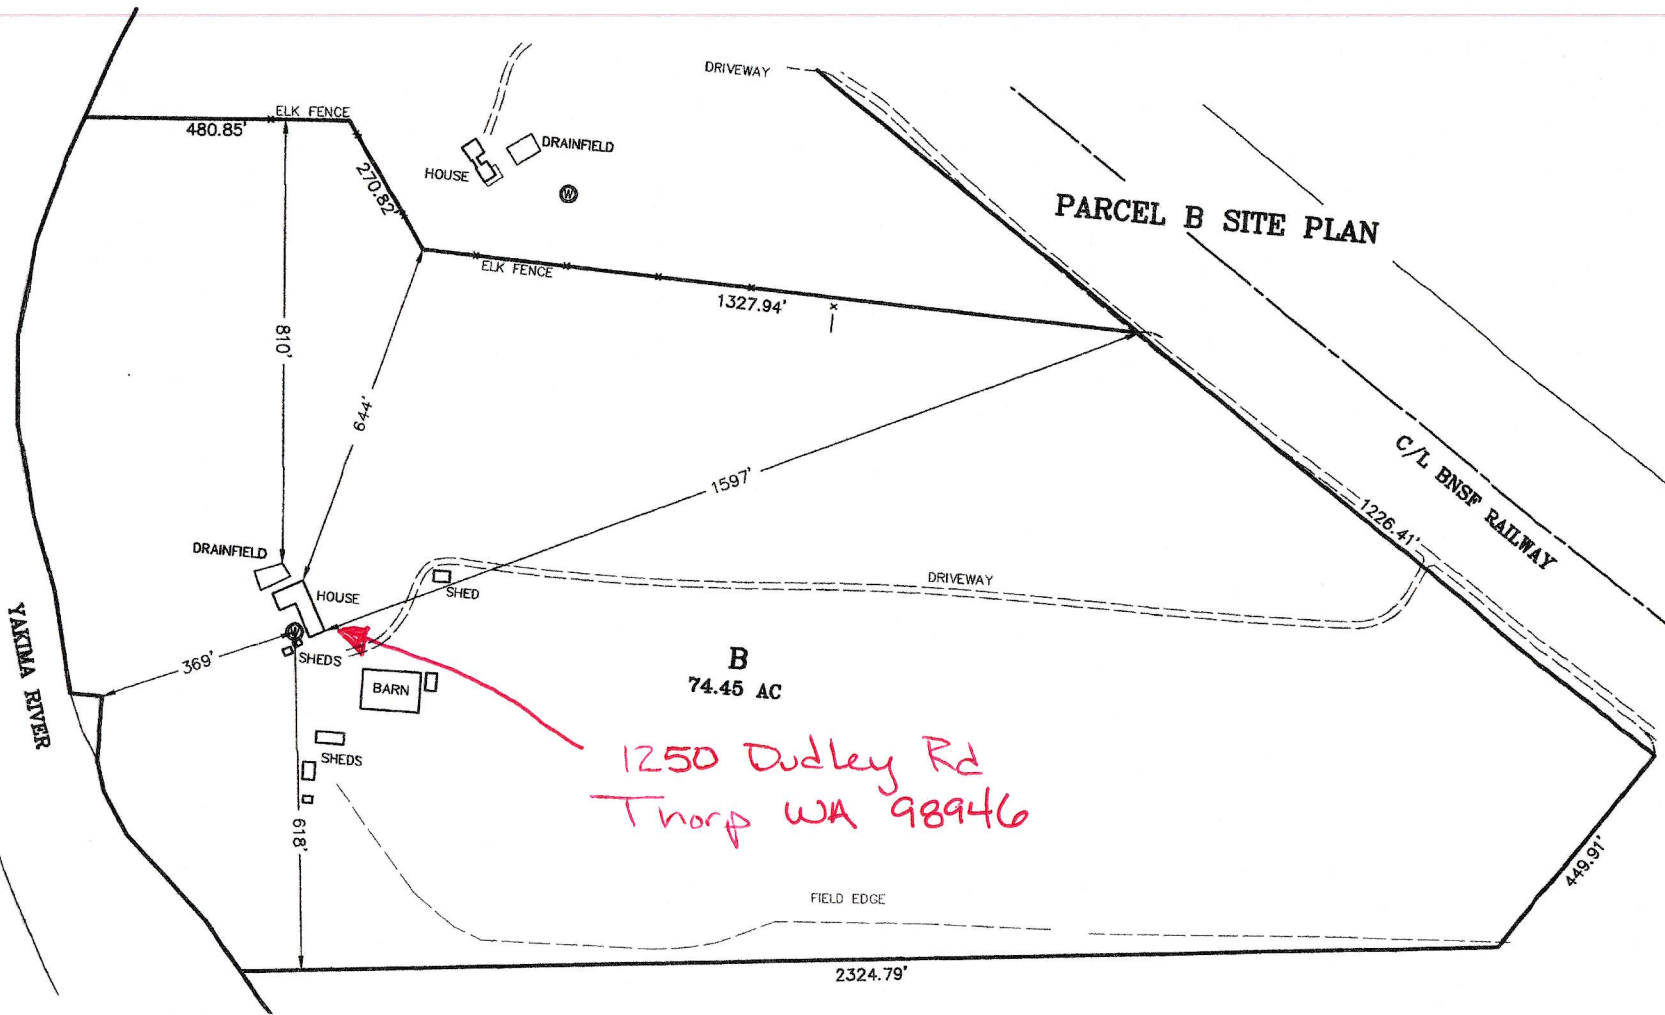 DRIVEWAY
ELK FENCE
480.85'
DRAINFIELD
HOUSE
W
270.82'
PARCEL B SITE PLAN
ELK FENCE
1327.94'
810'
644'
1597'
C/L BNSF RAILWAY
1226.41'
DRAINFIELD
HOUSE
SHED
DRIVEWAY
YAKIMA RIVER
W
SHEDS
369'
BARN
B
74.45 AC
SHEDS
1250 Dudley Rd
Thorp WA 98946
618'
449.91'
FIELD EDGE
2324.79'